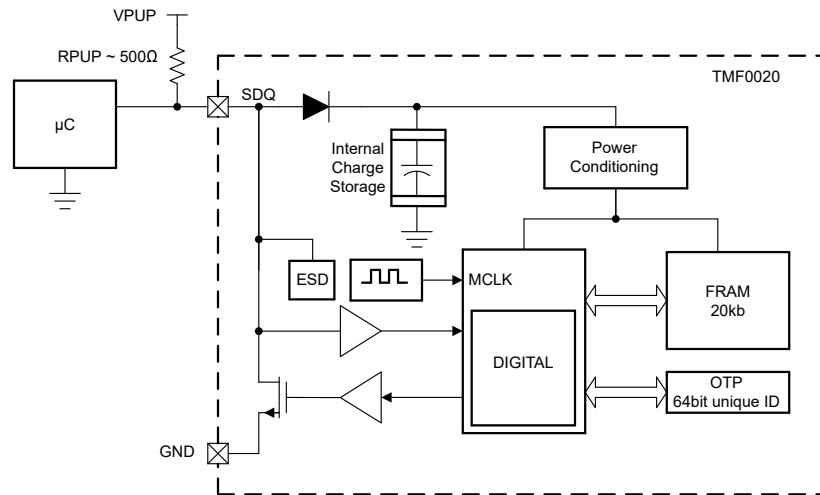 VPUP
RPUP ~ 500Ω
TMF0020
SDQ
µC
Internal
Charge
Storage
Power
Conditioning
ESD
MCLK
FRAM
20kb
DIGITAL
OTP
64bit unique ID
GND